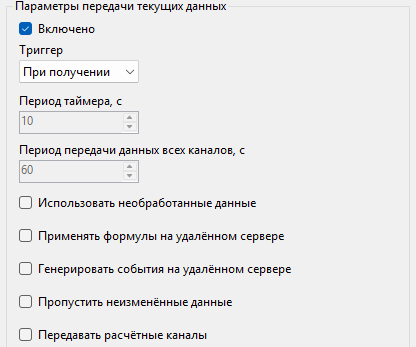 Параметры передачи текущих данных
Включено
Триггер
При получении
Период таймера, с
10
Период передачи данных всех каналов, с
60
Использовать необработанные данные
Применять формулы на удалённом сервере
Генерировать события на удалённом сервере
Пропустить неизменённые данные
Передавать расчётные каналы